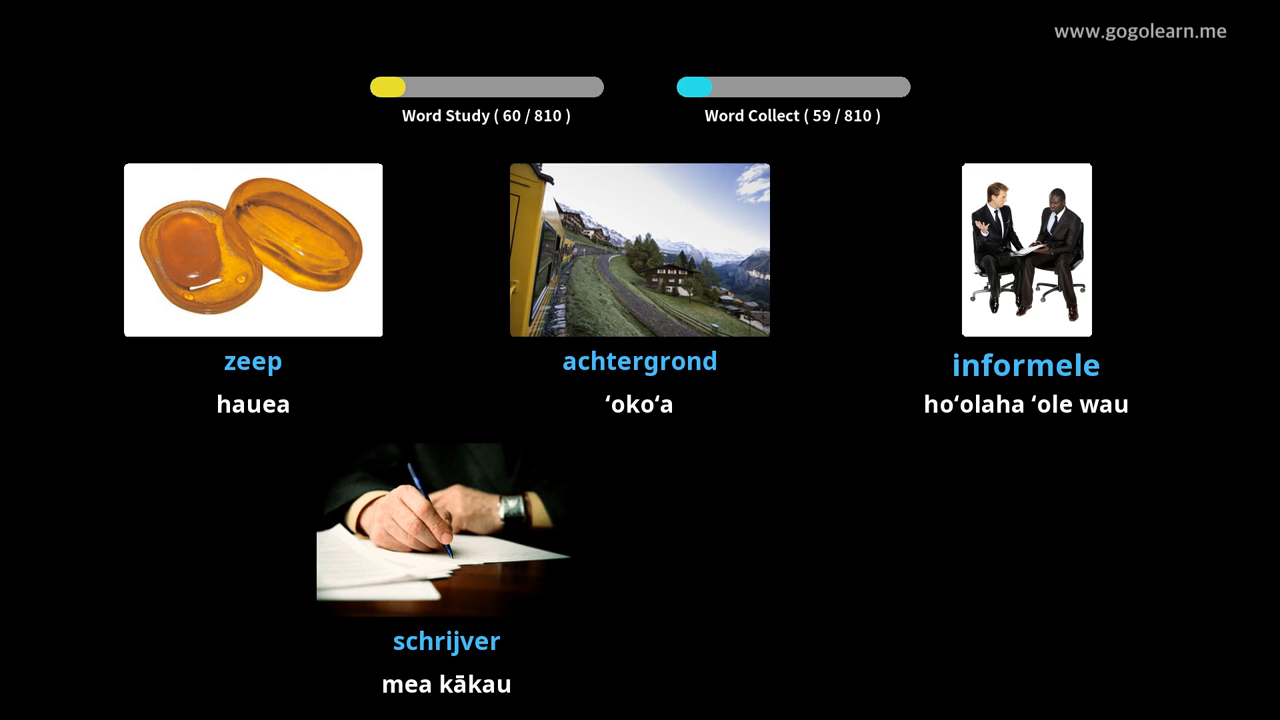 www.gogolearn.me
Word Study ( 60 / 810 )
Word Collect ( 59 / 810 )
zeep
achtergrond
informele
hauea
ʻokoʻa
hoʻolaha ʻole wau
schrijver
mea kākau